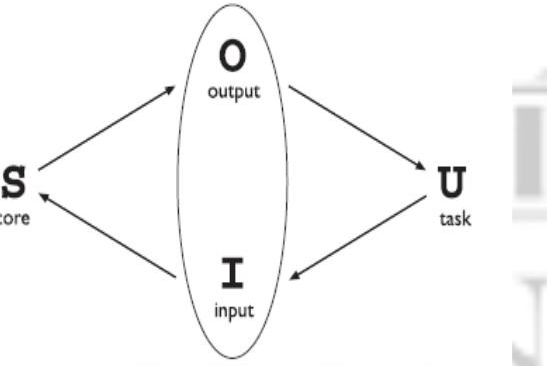 O
output
S
core
U
task
I
input